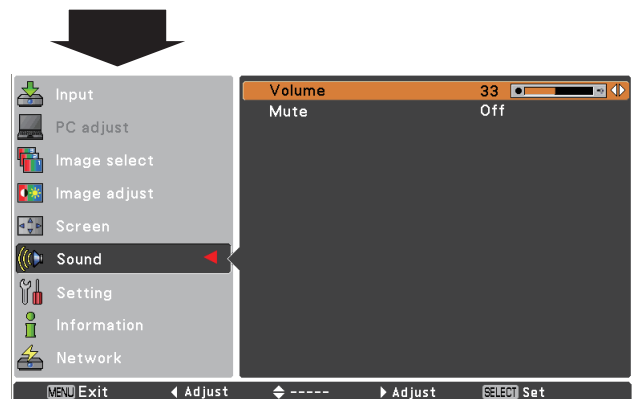 Input
PC adjust
Image select
Image adjust
Screen
Sound
Setting
Information
Network
Volume 33
Mute Off
MENU Exit Adjust ----- Adjust SELECT Set